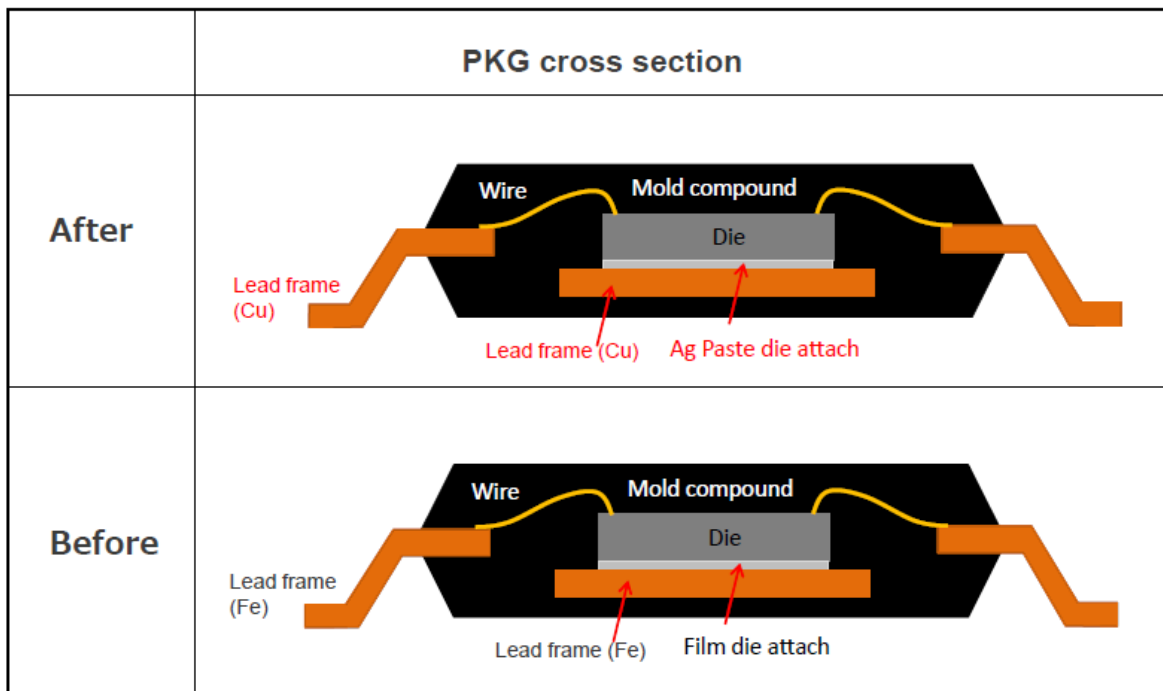 PKG cross section
After
Wire
Mold compound
Die
Lead frame
(Cu)
Lead frame (Cu)
Ag Paste die attach
Before
Wire
Mold compound
Die
Lead frame
(Fe)
Lead frame (Fe)
Film die attach